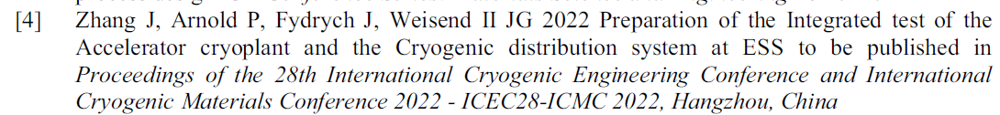 [4] Zhang J, Arnold P, Fydrych J, Weisend II JG 2022 Preparation of the Integrated test of the
Accelerator cryoplant and the Cryogenic distribution system at ESS to be published in
Proceedings of the 28th International Cryogenic Engineering Conference and International
Cryogenic Materials Conference 2022 - ICEC28-ICMC 2022, Hangzhou, China